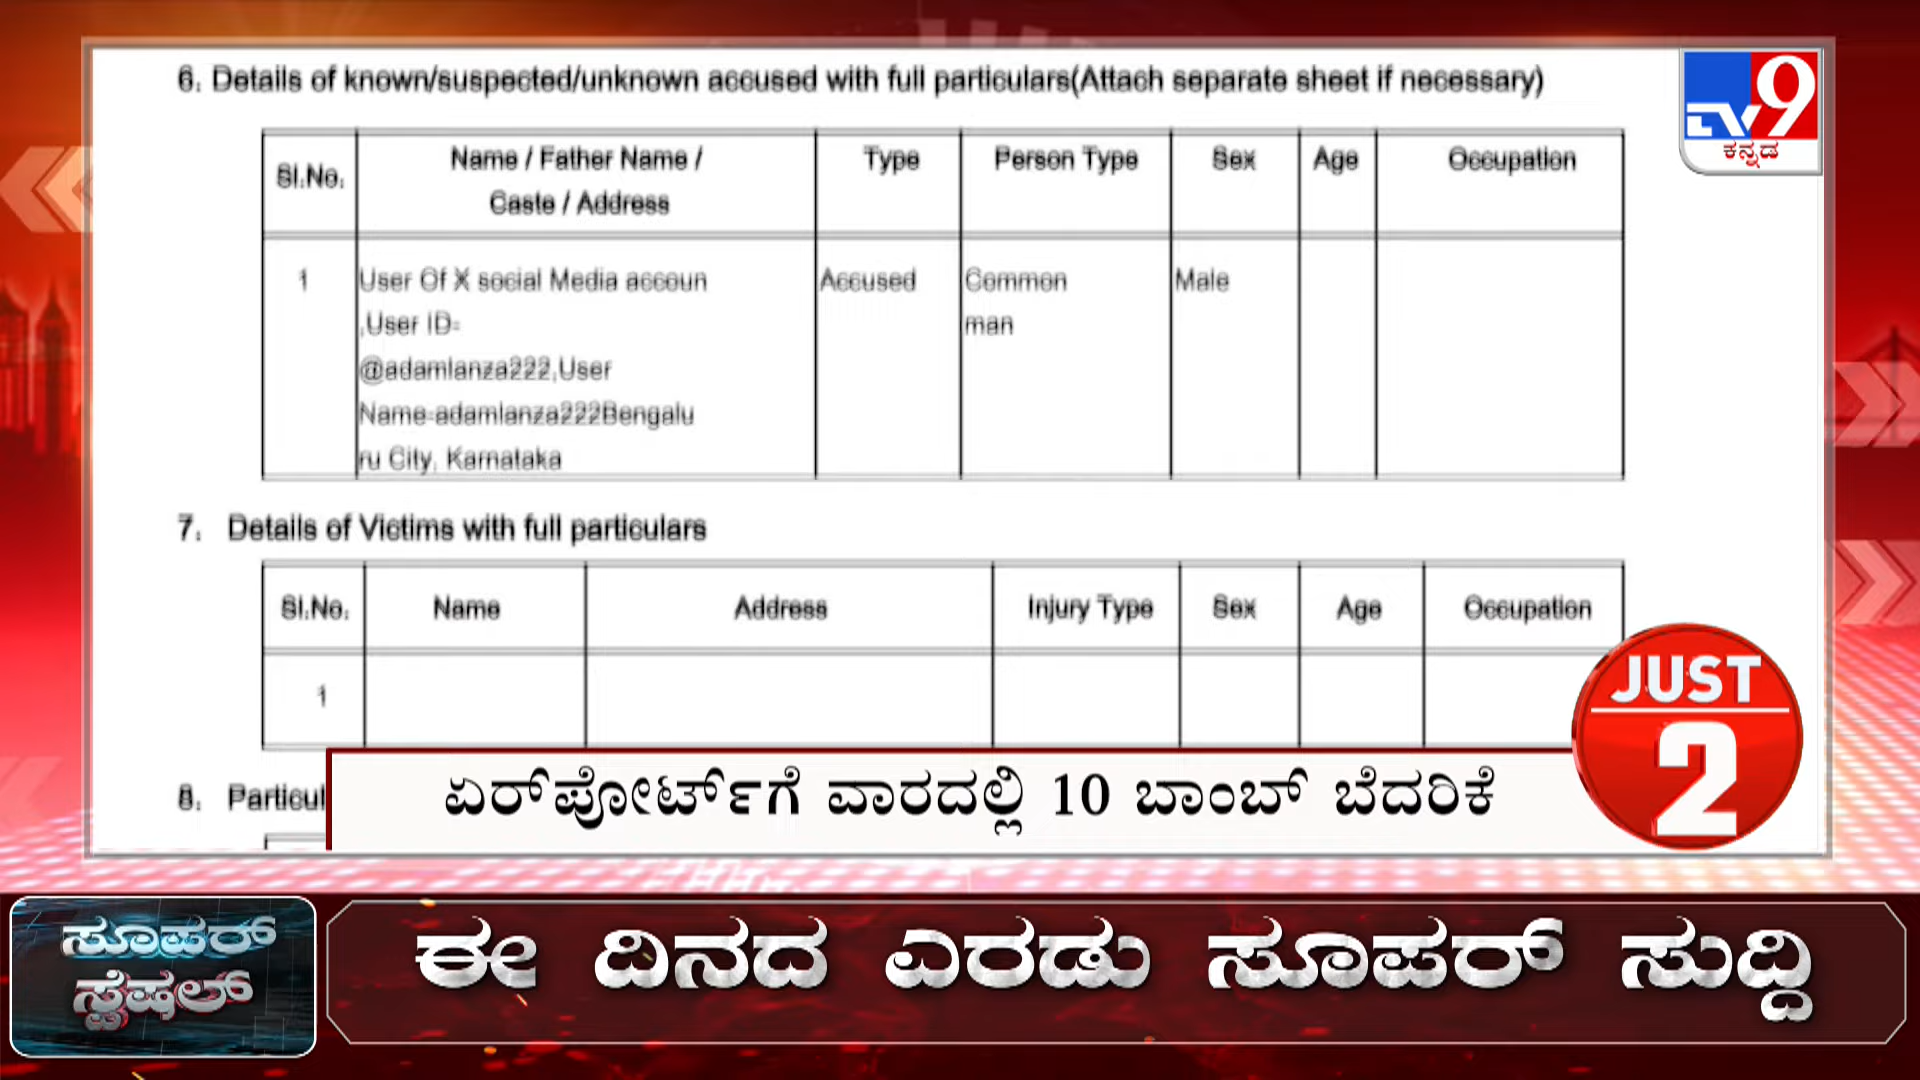 6. Details of known/suspected/unknown accused with full particulars(Attach separate sheet if necessary)
TV9
ಕನ್ನಡ
Sl.No.
Name / Father Name /
Caste / Address
Type
Person Type
Sex
Age
Occupation
1
User Of X social Media accoun
,User ID-
@adamlanza222,User
Name-adamlanza222Bengalu
ru City, Karnataka
Accused
Common
man
Male
7. Details of Victims with full particulars
Sl.No.
Name
Address
Injury Type
Sex
Age
Occupation
1
JUST
2
8. Particul
ಏರ್‌ಪೋರ್ಟ್‌ಗೆ ವಾರದಲ್ಲಿ 10 ಬಾಂಬ್ ಬೆದರಿಕೆ
ಸೂಪರ್
ಸ್ಪೆಷಲ್
ಈ ದಿನದ ಎರಡು ಸೂಪರ್ ಸುದ್ದಿ